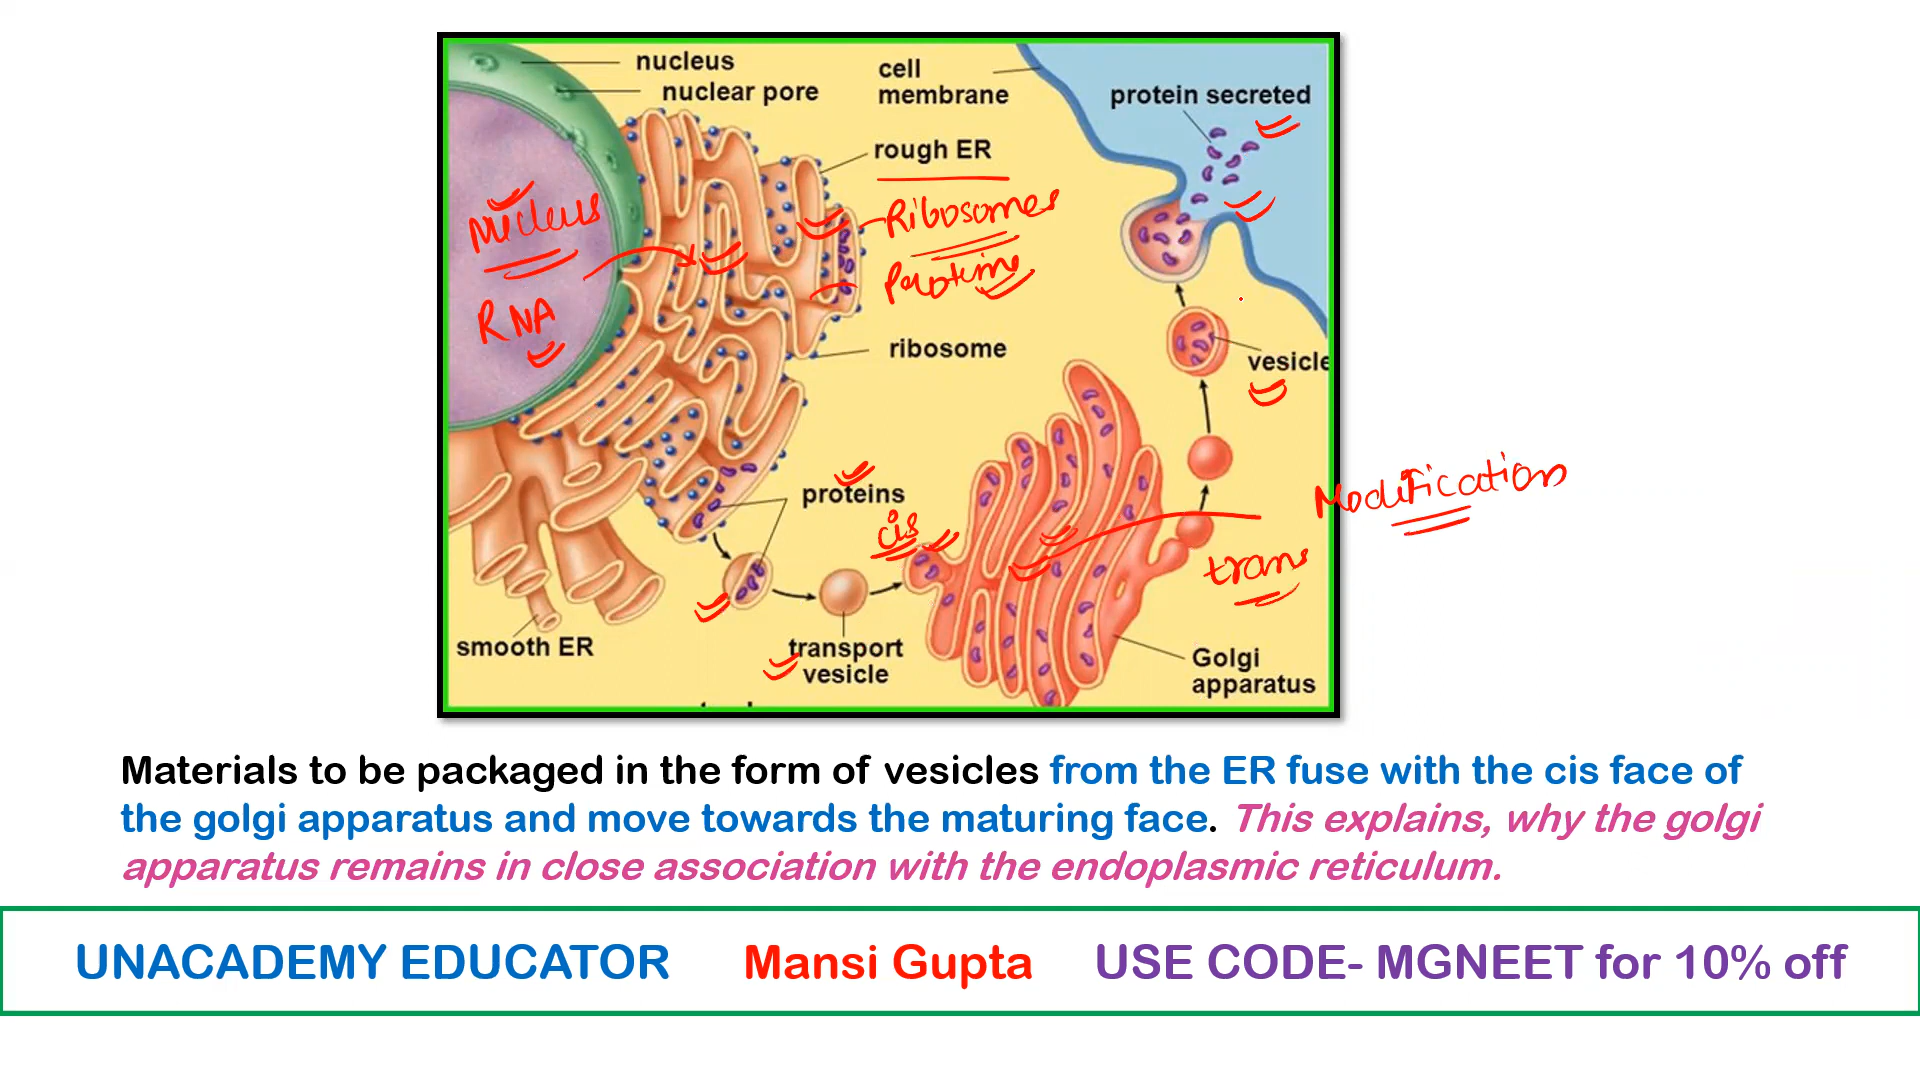 nucleus
nuclear pore
cell
membrane
protein secreted
rough ER
Nucleus
Ribosomes
Proteins
RNA
ribosome
vesicle
proteins
cis
Modification
trans
smooth ER
transport
vesicle
Golgi
apparatus
Materials to be packaged in the form of vesicles from the ER fuse with the cis face of
the golgi apparatus and move towards the maturing face. This explains, why the golgi
apparatus remains in close association with the endoplasmic reticulum.
UNACADEMY EDUCATOR Mansi Gupta USE CODE- MGNEET for 10% off